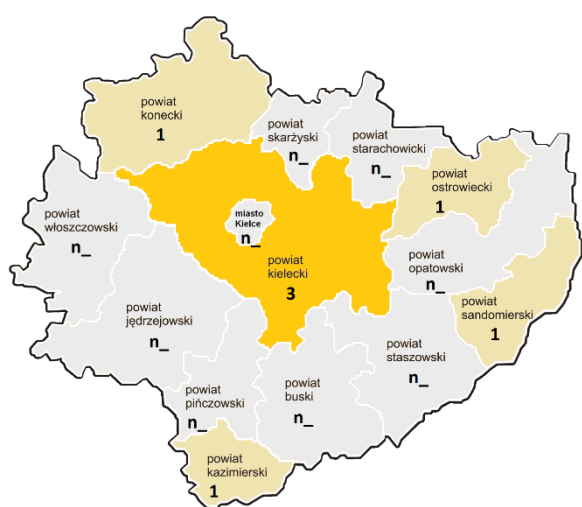 powiat
konecki
1
powiat
skarżyski
n_
powiat
starachowicki
n_
powiat
ostrowiecki
1
powiat
włoszczowski
n_
miasto
Kielce
n_
powiat
kielecki
3
powiat
opatowski
n_
powiat
sandomierski
1
powiat
jędrzejowski
n_
powiat
staszowski
n_
powiat
pińczowski
n_
powiat
buski
n_
powiat
kazimierski
1